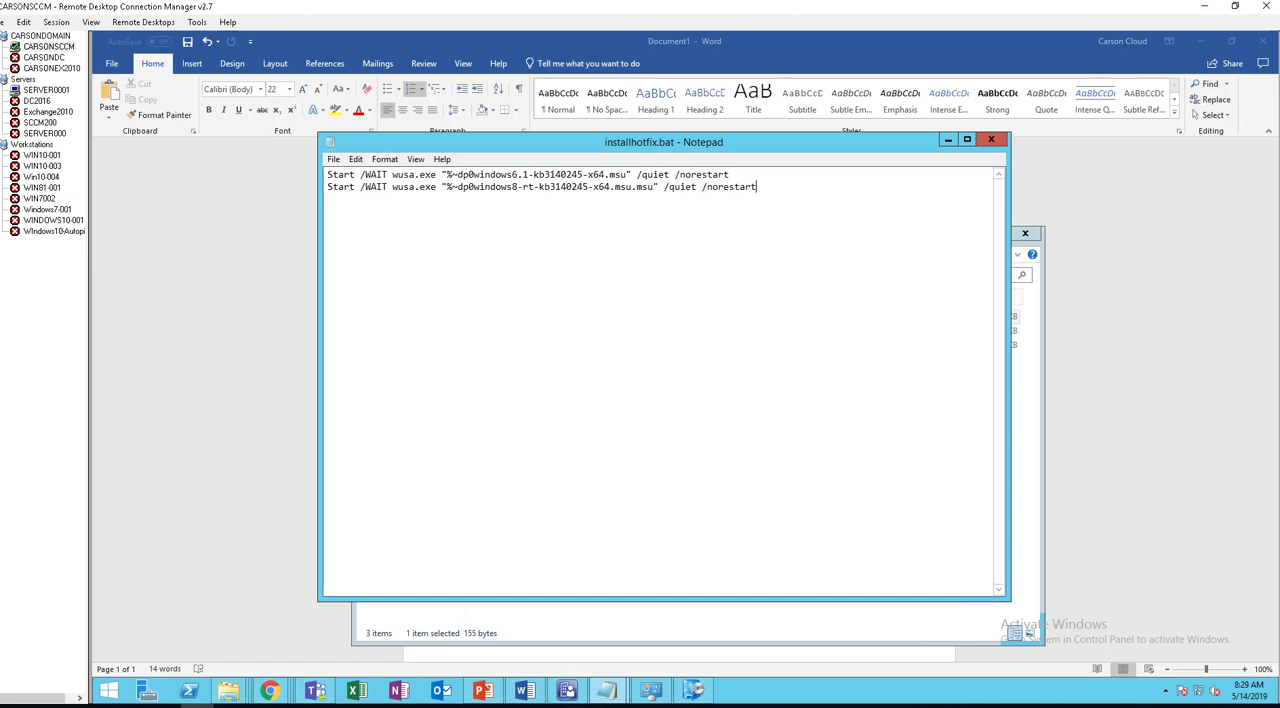 CARSONSCCM - Remote Desktop Connection Manager v2.7
Edit Session View Remote Desktops Tools Help
CARSONDOMAIN
CARSONSCCM
CARSONDC
CARSONEX2010
Servers
SERVER0001
DC2016
Exchange2010
SCCM200
SERVER000
Workstations
WIN10-001
WIN10-003
Win10-004
WIN81-001
WIN7002
Windows7-001
WINDOWS10-001
WIndows10-Autopi
AutoSave Off
Document1 - Word
Carson Cloud
File Home Insert Design Layout References Mailings Review View Help Tell me what you want to do
Share
Paste
Cut
Copy
Format Painter
Clipboard
Calibri (Body) 22
Font
Paragraph
AaBbCcDc AaBbCcDc AaBbCc AaBbCcC AaB AaBbCcC AaBbCcDc AaBbCcDc AaBbCcDc AaBbCcDc AaBbCcDc AaBbCcDc AaBbCcDc
¶ Normal ¶ No Spac... Heading 1 Heading 2 Title Subtitle Subtle Em... Emphasis Intense E... Strong Quote Intense Q... Subtle Ref...
Styles
Find
Replace
Select
Editing
installhotfix.bat - Notepad
File Edit Format View Help
Start /WAIT wusa.exe "%~dp0windows6.1-kb3140245-x64.msu" /quiet /norestart
Start /WAIT wusa.exe "%~dp0windows8-rt-kb3140245-x64.msu.msu" /quiet /norestart
3 items 1 item selected 155 bytes
Activate Windows
System in Control Panel to activate Windows.
Page 1 of 1 14 words
100%
8:29 AM
5/14/2019